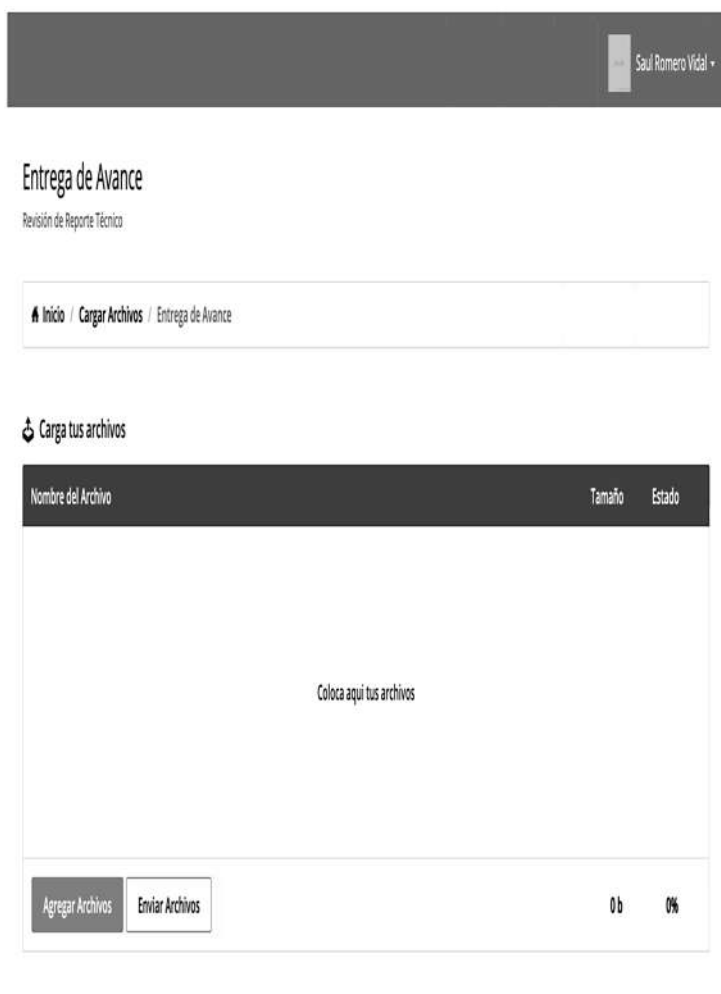 Saul Romero Vidal
Entrega de Avance
Revisión de Reporte Técnico
Inicio / Cargar Archivos / Entrega de Avance
Carga tus archivos
Nombre del Archivo Tamaño Estado
Coloca aqui tus archivos
Agregar Archivos Enviar Archivos 0 b 0%